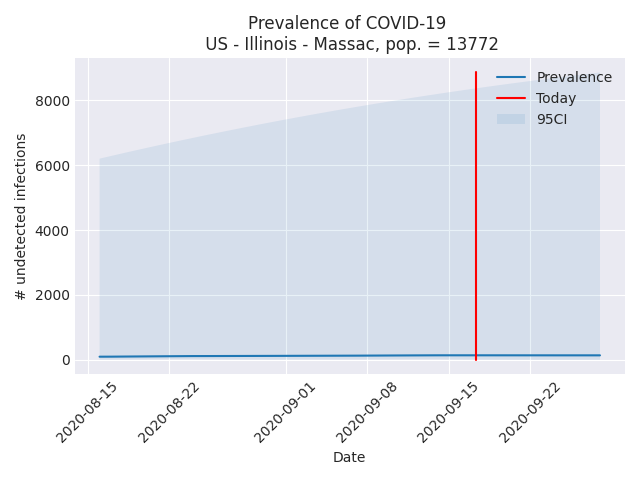 Prevalence of COVID-19
US - Illinois - Massac, pop. = 13772
Prevalence
Today
95CI
8000
6000
4000
2000
0
# undetected infections
2020-08-15
2020-08-22
2020-09-01
2020-09-08
2020-09-15
2020-09-22
Date